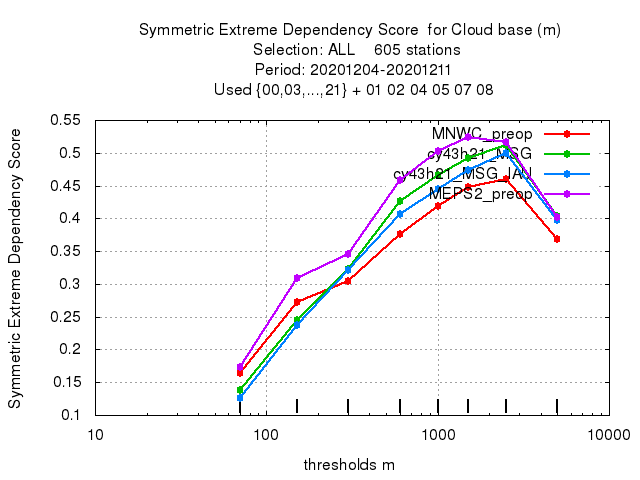 Symmetric Extreme Dependency Score  for Cloud base (m)
Selection: ALL    605 stations
Period: 20201204-20201211
Used {00,03,...,21} + 01 02 04 05 07 08
Symmetric Extreme Dependency Score
0.55
0.5
0.45
0.4
0.35
0.3
0.25
0.2
0.15
0.1
MNWC_preop
cy43h21_MSG
cy43h21_MSG_IAU
MEPS2_preop
10 100 1000 10000
thresholds m